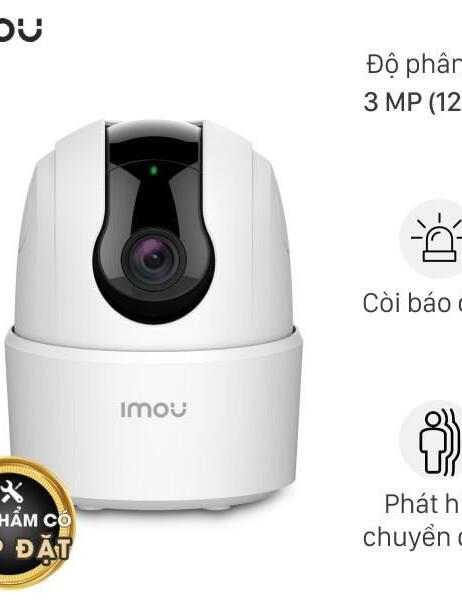 imou
Độ phân
3 MP (12
Còi báo
imou
Phát h
chuyển
HẨM CÓ
P ĐẶT